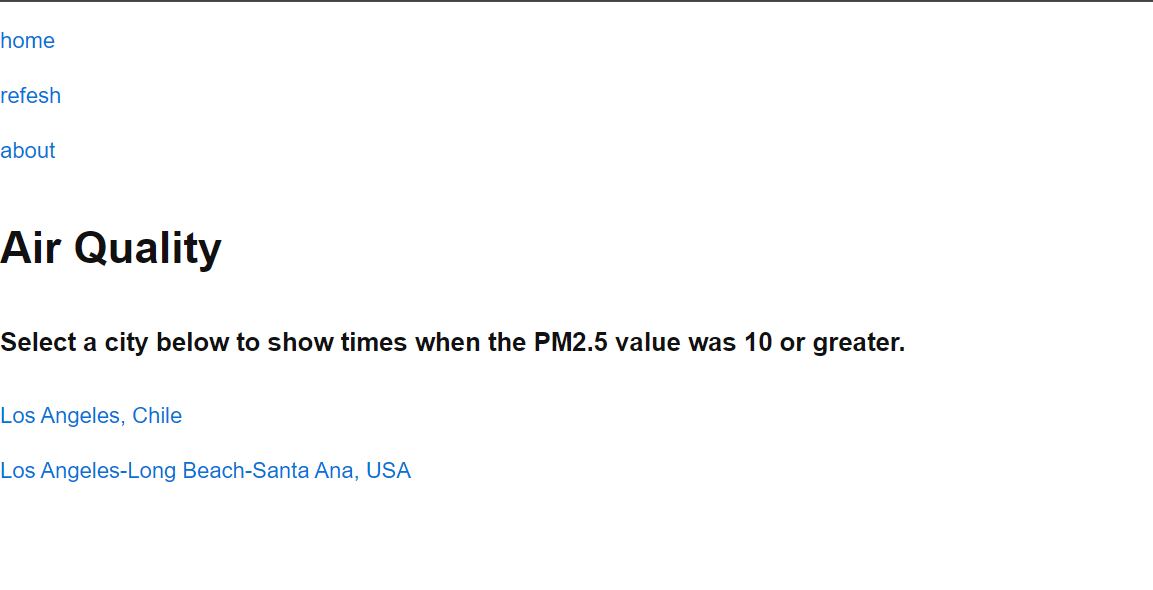 home
refesh
about
Air Quality
Select a city below to show times when the PM2.5 value was 10 or greater.
Los Angeles, Chile
Los Angeles-Long Beach-Santa Ana, USA